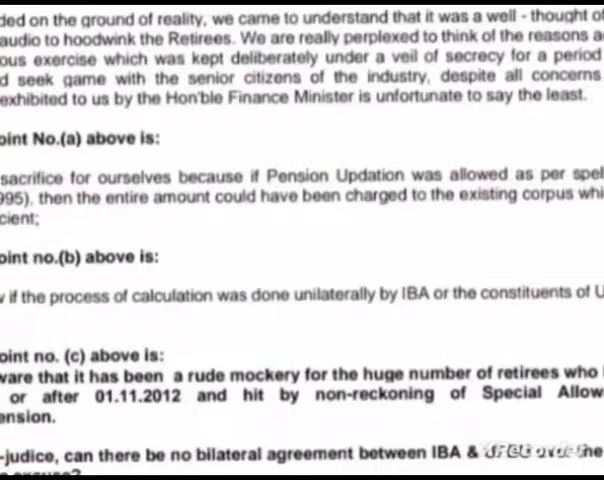 ded on the ground of reality, we came to understand that it was a well - thought of
audio to hoodwink the Retirees. We are really perplexed to think of the reasons a
ous exercise which was kept deliberately under a veil of secrecy for a period
d seek game with the senior citizens of the industry, despite all concerns
exhibited to us by the Hon'ble Finance Minister is unfortunate to say the least.
oint No.(a) above is:
sacrifice for ourselves because if Pension Updation was allowed as per spel
995), then the entire amount could have been charged to the existing corpus whi
cient;
oint no.(b) above is:
if the process of calculation was done unilaterally by IBA or the constituents of U
oint no. (c) above is:
ware that it has been a rude mockery for the huge number of retirees who
or after 01.11.2012 and hit by non-reckoning of Special Allow
ension.
-judice, can there be no bilateral agreement between IBA & he